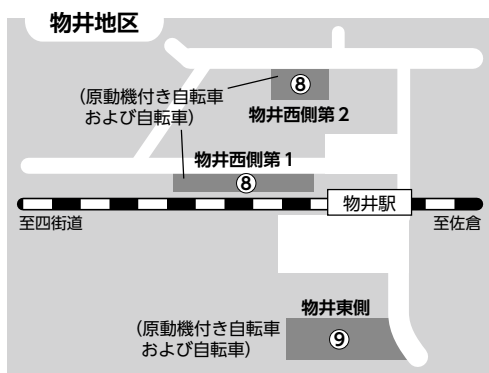 物井地区
(原動機付き自転車
および自転車)
⑧
物井西側第2
物井西側第1
⑧
物井駅
至四街道
至佐倉
物井東側
(原動機付き自転車
および自転車)
⑨